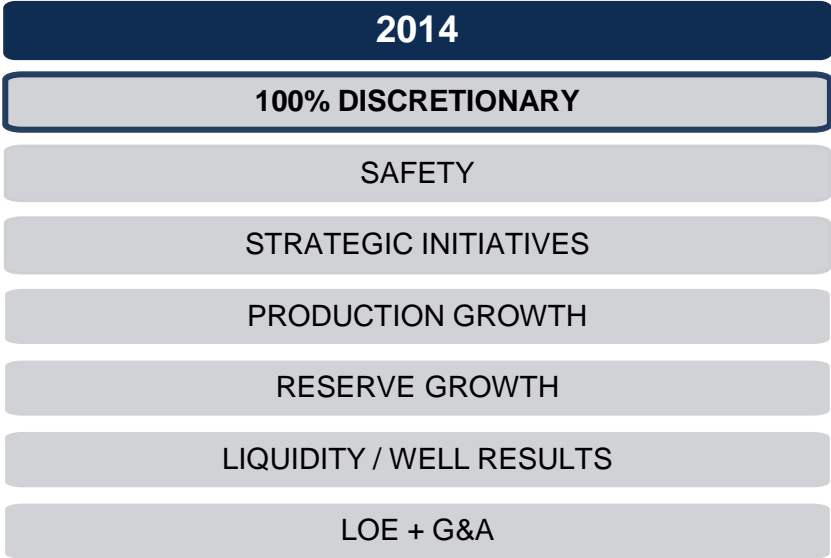 2014
100% DISCRETIONARY
SAFETY
STRATEGIC INITIATIVES
PRODUCTION GROWTH
RESERVE GROWTH
LIQUIDITY / WELL RESULTS
LOE + G&A